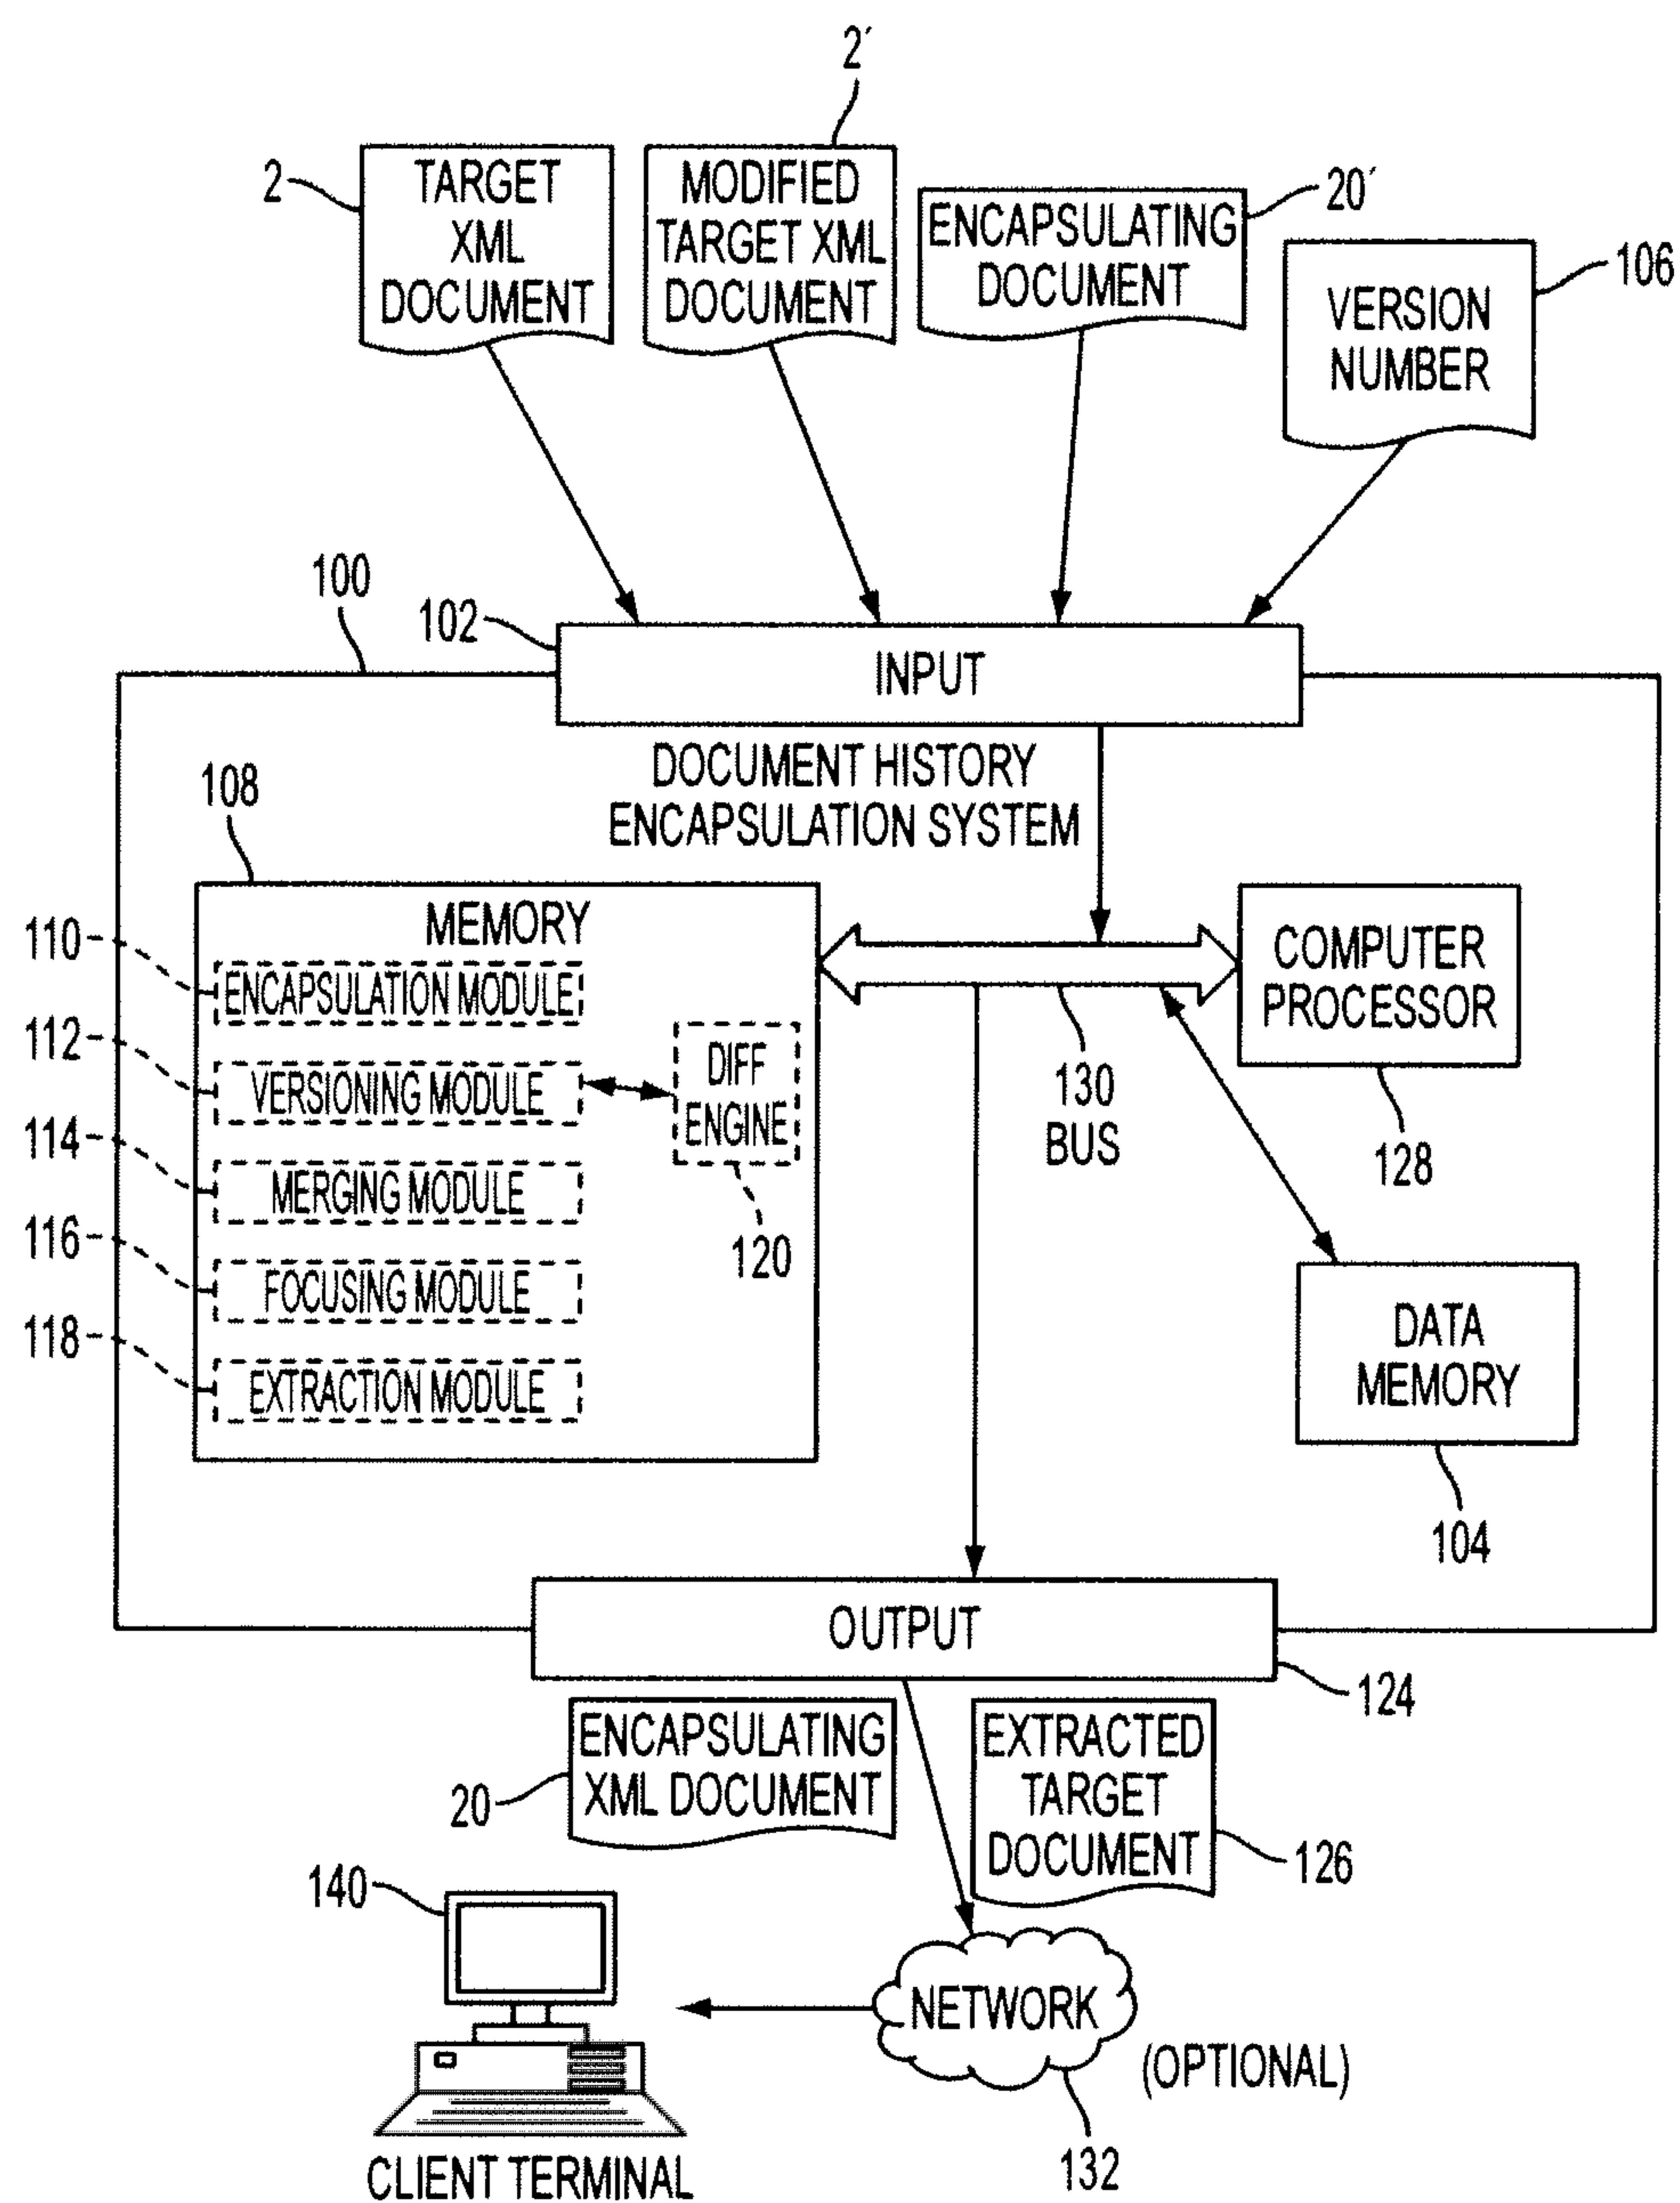 2′
2
TARGET
XML
DOCUMENT
MODIFIED
TARGET XML
DOCUMENT
ENCAPSULATING
DOCUMENT
20′
VERSION
NUMBER
106
100
102
INPUT
DOCUMENT HISTORY
ENCAPSULATION SYSTEM
108
MEMORY
110
ENCAPSULATION MODULE
112
VERSIONING MODULE
DIFF
ENGINE
114
MERGING MODULE
120
116
FOCUSING MODULE
118
EXTRACTION MODULE
COMPUTER
PROCESSOR
128
130
BUS
DATA
MEMORY
104
OUTPUT
124
ENCAPSULATING
XML DOCUMENT
20
EXTRACTED
TARGET
DOCUMENT
126
140
NETWORK
(OPTIONAL)
132
CLIENT TERMINAL